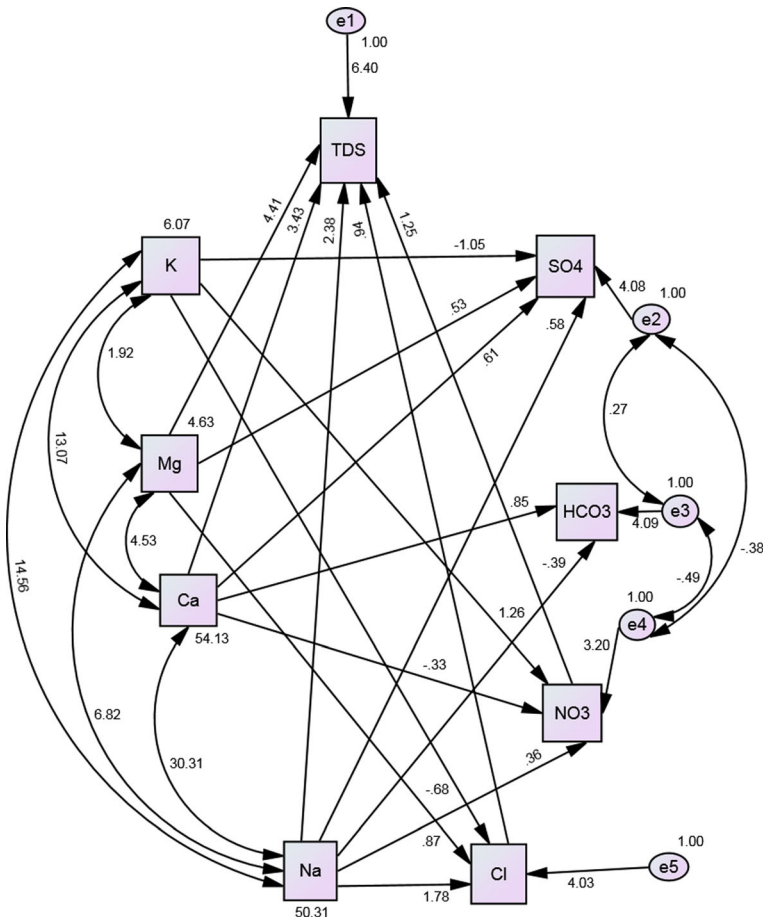 e1
1.00
6.40
TDS
4.41
3.43
2.38
.94
1.25
6.07
K
-1.05
SO4
4.08
1.00
e2
.53
.58
.61
1.92
.27
4.63
Mg
13.07
1.00
e3
HCO3
4.09
.85
4.53
-.39
-.38
14.56
Ca
54.13
-.49
1.00
e4
1.26
3.20
-.33
NO3
6.82
30.31
.36
-.68
.87
Na
50.31
1.78
Cl
4.03
1.00
e5